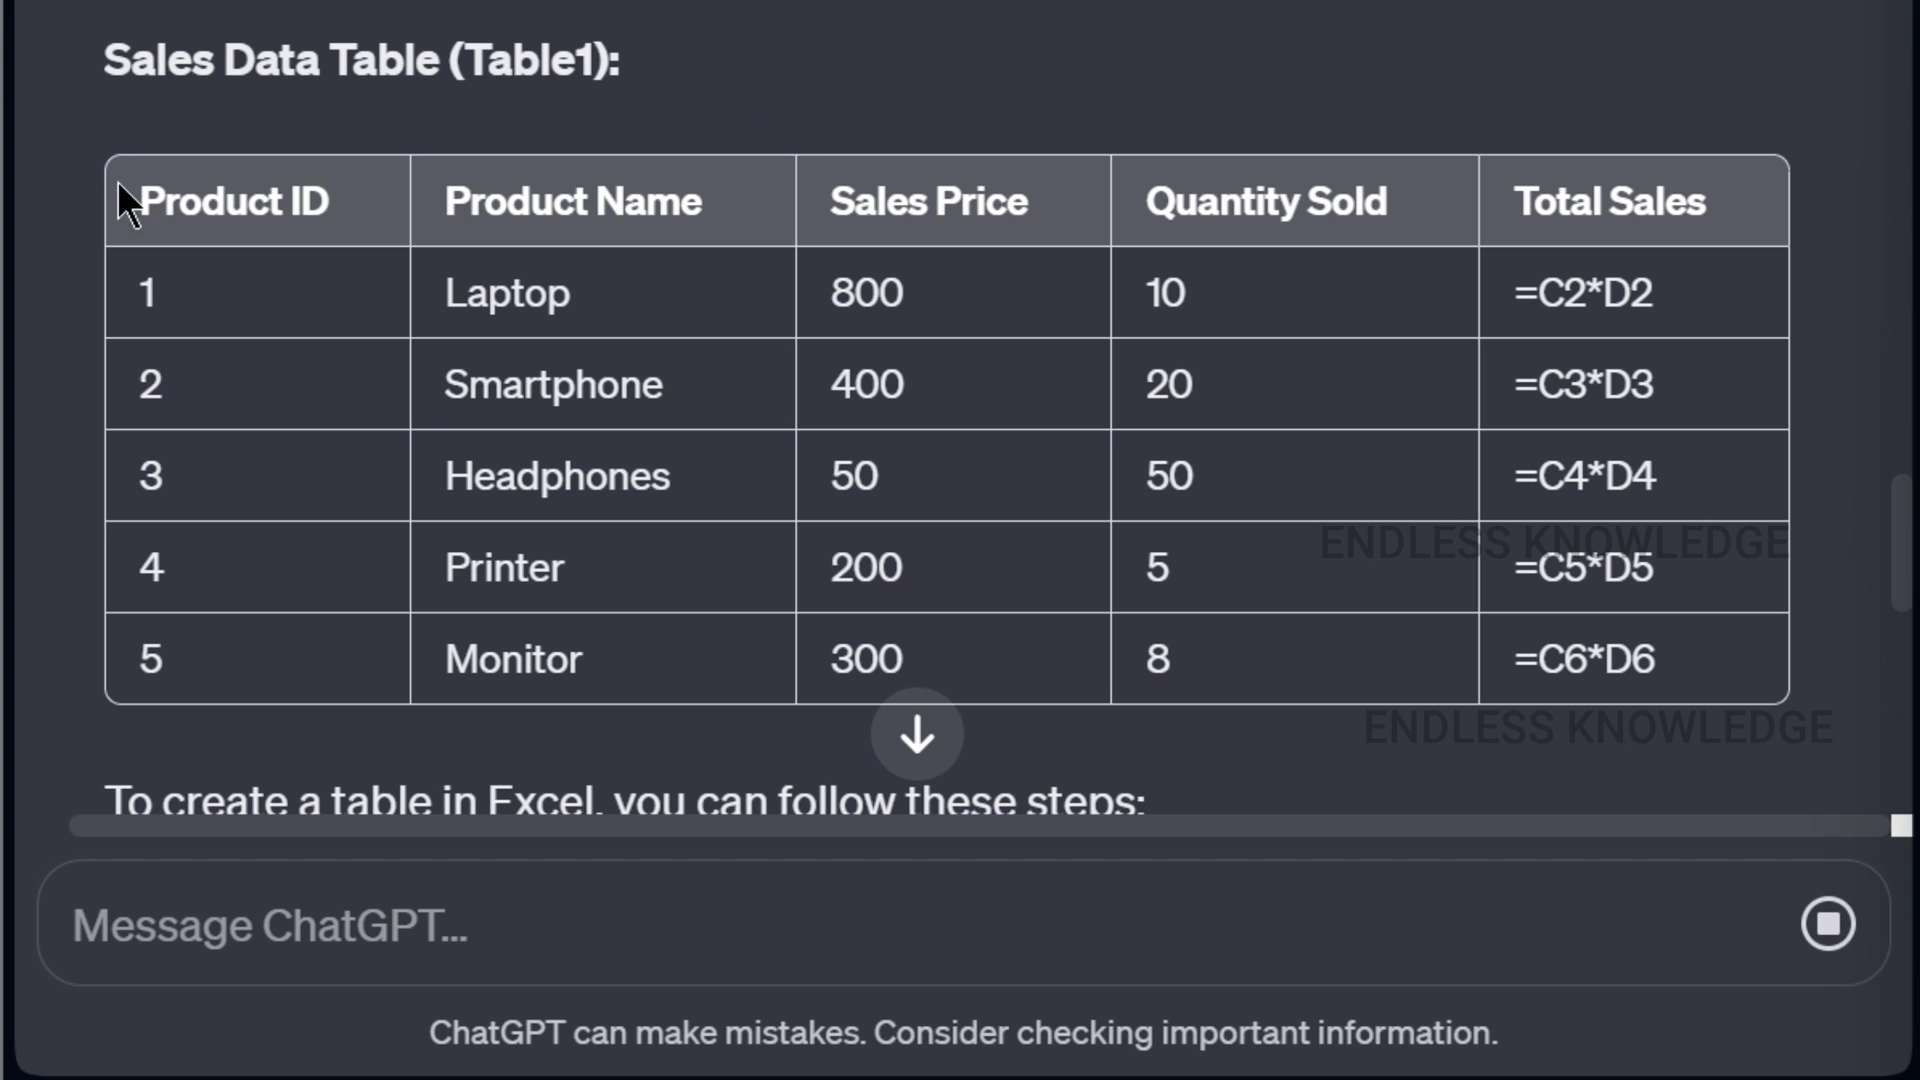 Sales Data Table (Table1):
Product ID Product Name Sales Price Quantity Sold Total Sales
1 Laptop 800 10 =C2*D2
2 Smartphone 400 20 =C3*D3
3 Headphones 50 50 =C4*D4
ENDLESS KNOWLEDGE
4 Printer 200 5 =C5*D5
5 Monitor 300 8 =C6*D6
ENDLESS KNOWLEDGE
To create a table in Excel, you can follow these steps:
Message ChatGPT...
ChatGPT can make mistakes. Consider checking important information.